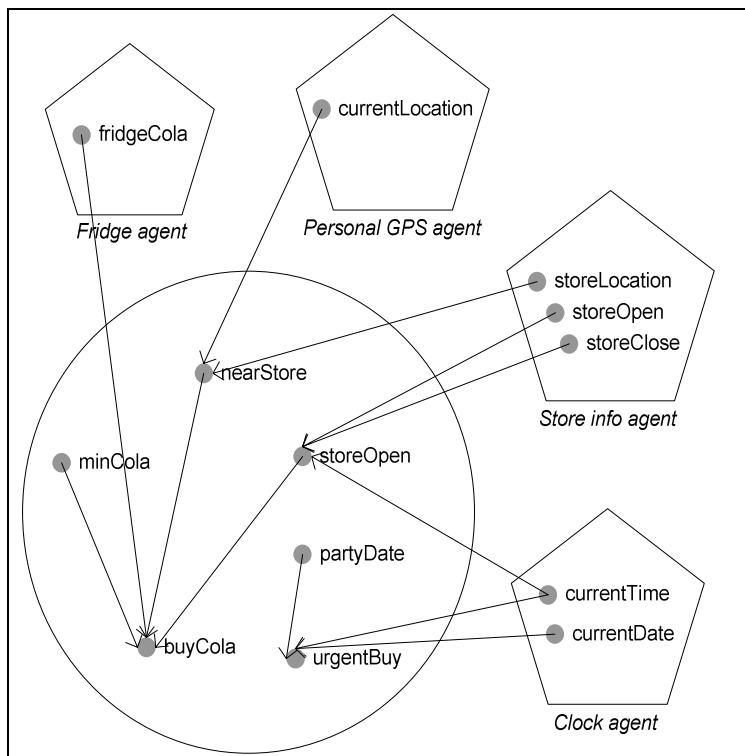 fridgeCola
Fridge agent
currentLocation
Personal GPS agent
storeLocation
storeOpen
storeClose
Store info agent
nearStore
storeOpen
minCola
partyDate
buyCola
urgentBuy
currentTime
currentDate
Clock agent